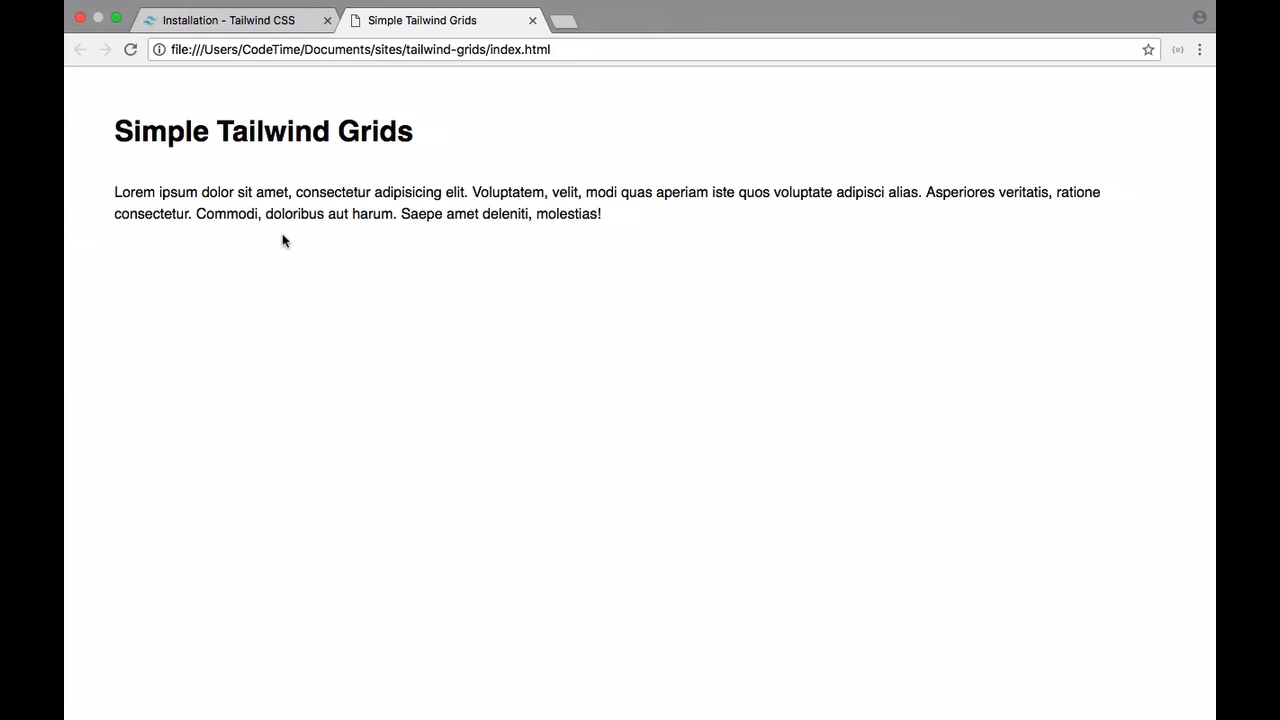 Installation - Tailwind CSS
Simple Tailwind Grids
file:///Users/CodeTime/Documents/sites/tailwind-grids/index.html
Simple Tailwind Grids
Lorem ipsum dolor sit amet, consectetur adipisicing elit. Voluptatem, velit, modi quas aperiam iste quos voluptate adipisci alias. Asperiores veritatis, ratione
consectetur. Commodi, doloribus aut harum. Saepe amet deleniti, molestias!